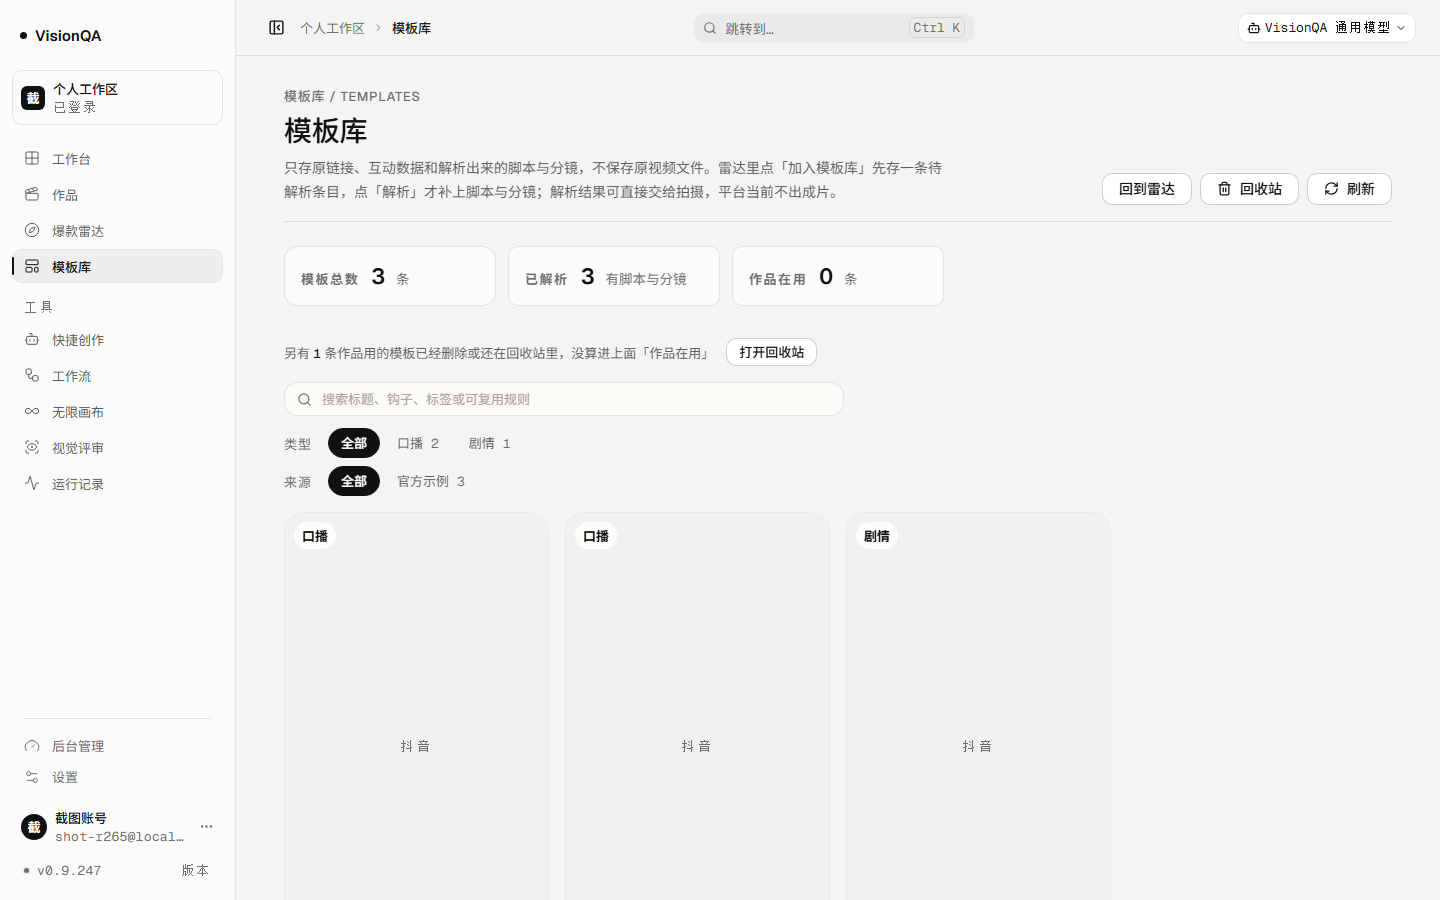 VisionQA
截
个人工作区
已登录
工作台
作品
爆款雷达
模板库
工具
快捷创作
工作流
无限画布
视觉评审
运行记录
后台管理
设置
截
截图账号
shot-r265@local…
v0.9.247
版本
个人工作区
模板库
跳转到…
Ctrl K
VisionQA 通用模型
模板库 / TEMPLATES
模板库
只存原链接、互动数据和解析出来的脚本与分镜，不保存原视频文件。雷达里点「加入模板库」先存一条待
解析条目，点「解析」才补上脚本与分镜；解析结果可直接交给拍摄，平台当前不出成片。
回到雷达
回收站
刷新
模板总数 3 条
已解析 3 有脚本与分镜
作品在用 0 条
另有 1 条作品用的模板已经删除或还在回收站里，没算进上面「作品在用」
打开回收站
搜索标题、钩子、标签或可复用规则
类型 全部 口播 2 剧情 1
来源 全部 官方示例 3
口播
抖音
口播
抖音
剧情
抖音